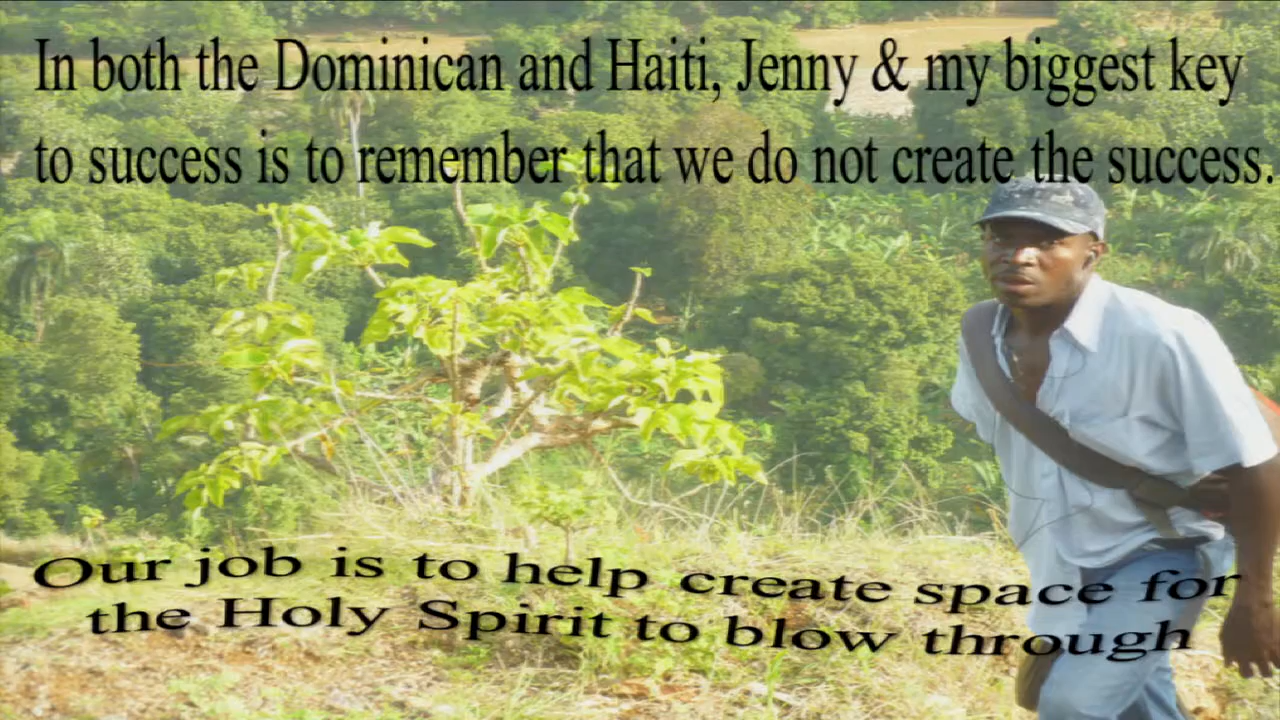 In both the Dominican and Haiti, Jenny & my biggest key
to success is to remember that we do not create the success.
Our job is to help create space for
the Holy Spirit to blow through